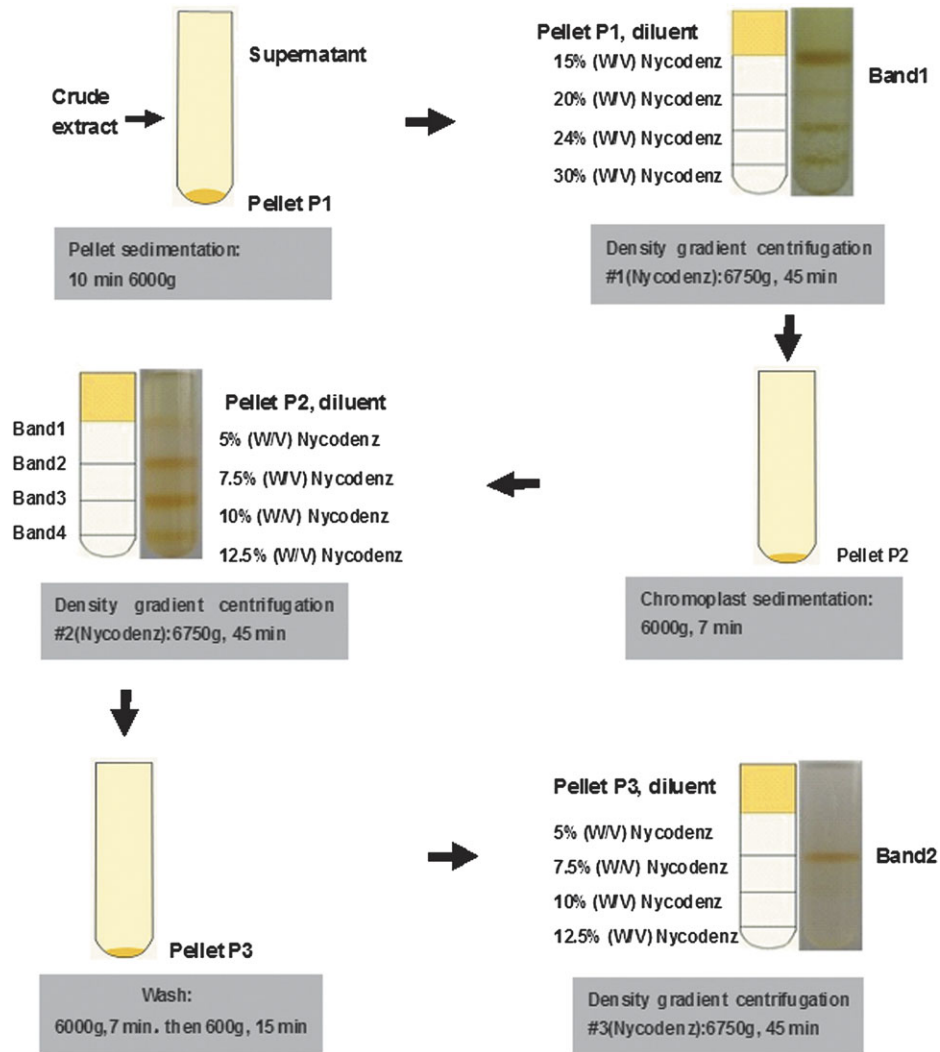 Supernatant
Crude
extract
Pellet P1
Pellet sedimentation:
10 min 6000g
Pellet P1, diluent
15% (W/V) Nycodenz
20% (W/V) Nycodenz
24% (W/V) Nycodenz
30% (W/V) Nycodenz
Band1
Density gradient centrifugation
#1(Nycodenz):6750g, 45 min
Pellet P2
Chromoplast sedimentation:
6000g, 7 min
Band1
Band2
Band3
Band4
Pellet P2, diluent
5% (W/V) Nycodenz
7.5% (W/V) Nycodenz
10% (W/V) Nycodenz
12.5% (W/V) Nycodenz
Density gradient centrifugation
#2(Nycodenz):6750g, 45 min
Pellet P3
Wash:
6000g,7 min. then 600g, 15 min
Pellet P3, diluent
5% (W/V) Nycodenz
7.5% (W/V) Nycodenz
10% (W/V) Nycodenz
12.5% (W/V) Nycodenz
Band2
Density gradient centrifugation
#3(Nycodenz):6750g, 45 min